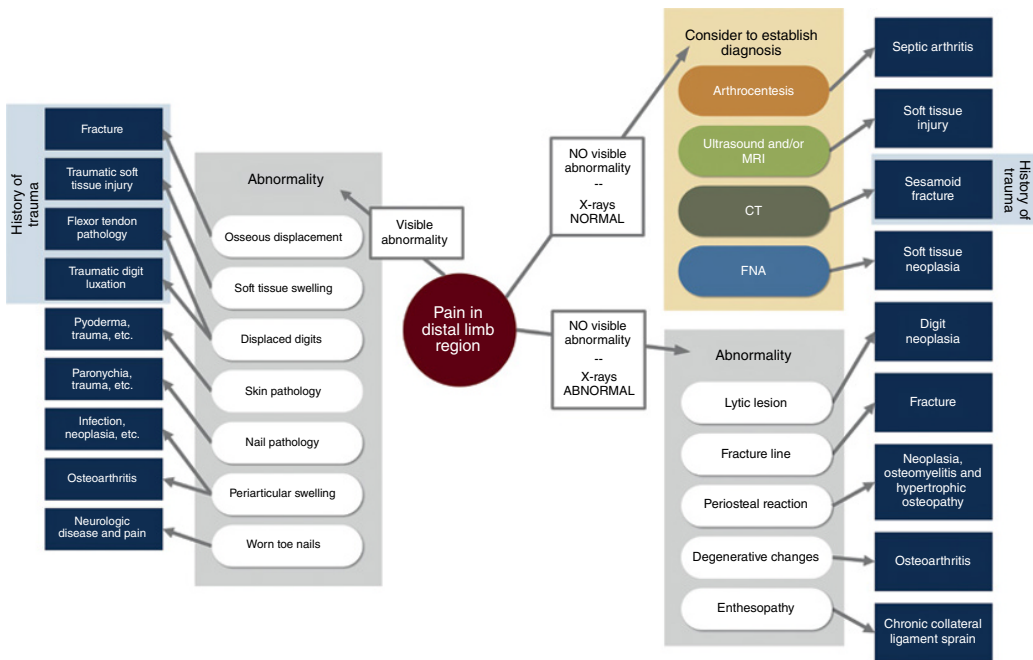 History of
trauma
Fracture
Traumatic soft
tissue injury
Flexor tendon
pathology
Traumatic digit
luxation
Pyoderma,
trauma, etc.
Paronychia,
trauma, etc.
Infection,
neoplasia, etc.
Osteoarthritis
Neurologic
disease and pain
Abnormality
Osseous displacement
Soft tissue swelling
Displaced digits
Skin pathology
Nail pathology
Periarticular swelling
Worn toe nails
Visible
abnormality
Pain in
distal limb
region
NO visible
abnormality
--
X-rays
NORMAL
NO visible
abnormality
--
X-rays
ABNORMAL
Consider to establish
diagnosis
Arthrocentesis
Ultrasound and/or
MRI
CT
FNA
Septic arthritis
Soft tissue
injury
Sesamoid
fracture
History of
trauma
Soft tissue
neoplasia
Abnormality
Lytic lesion
Fracture line
Periosteal reaction
Degenerative changes
Enthesopathy
Digit
neoplasia
Fracture
Neoplasia,
osteomyelitis and
hypertrophic
osteopathy
Osteoarthritis
Chronic collateral
ligament sprain